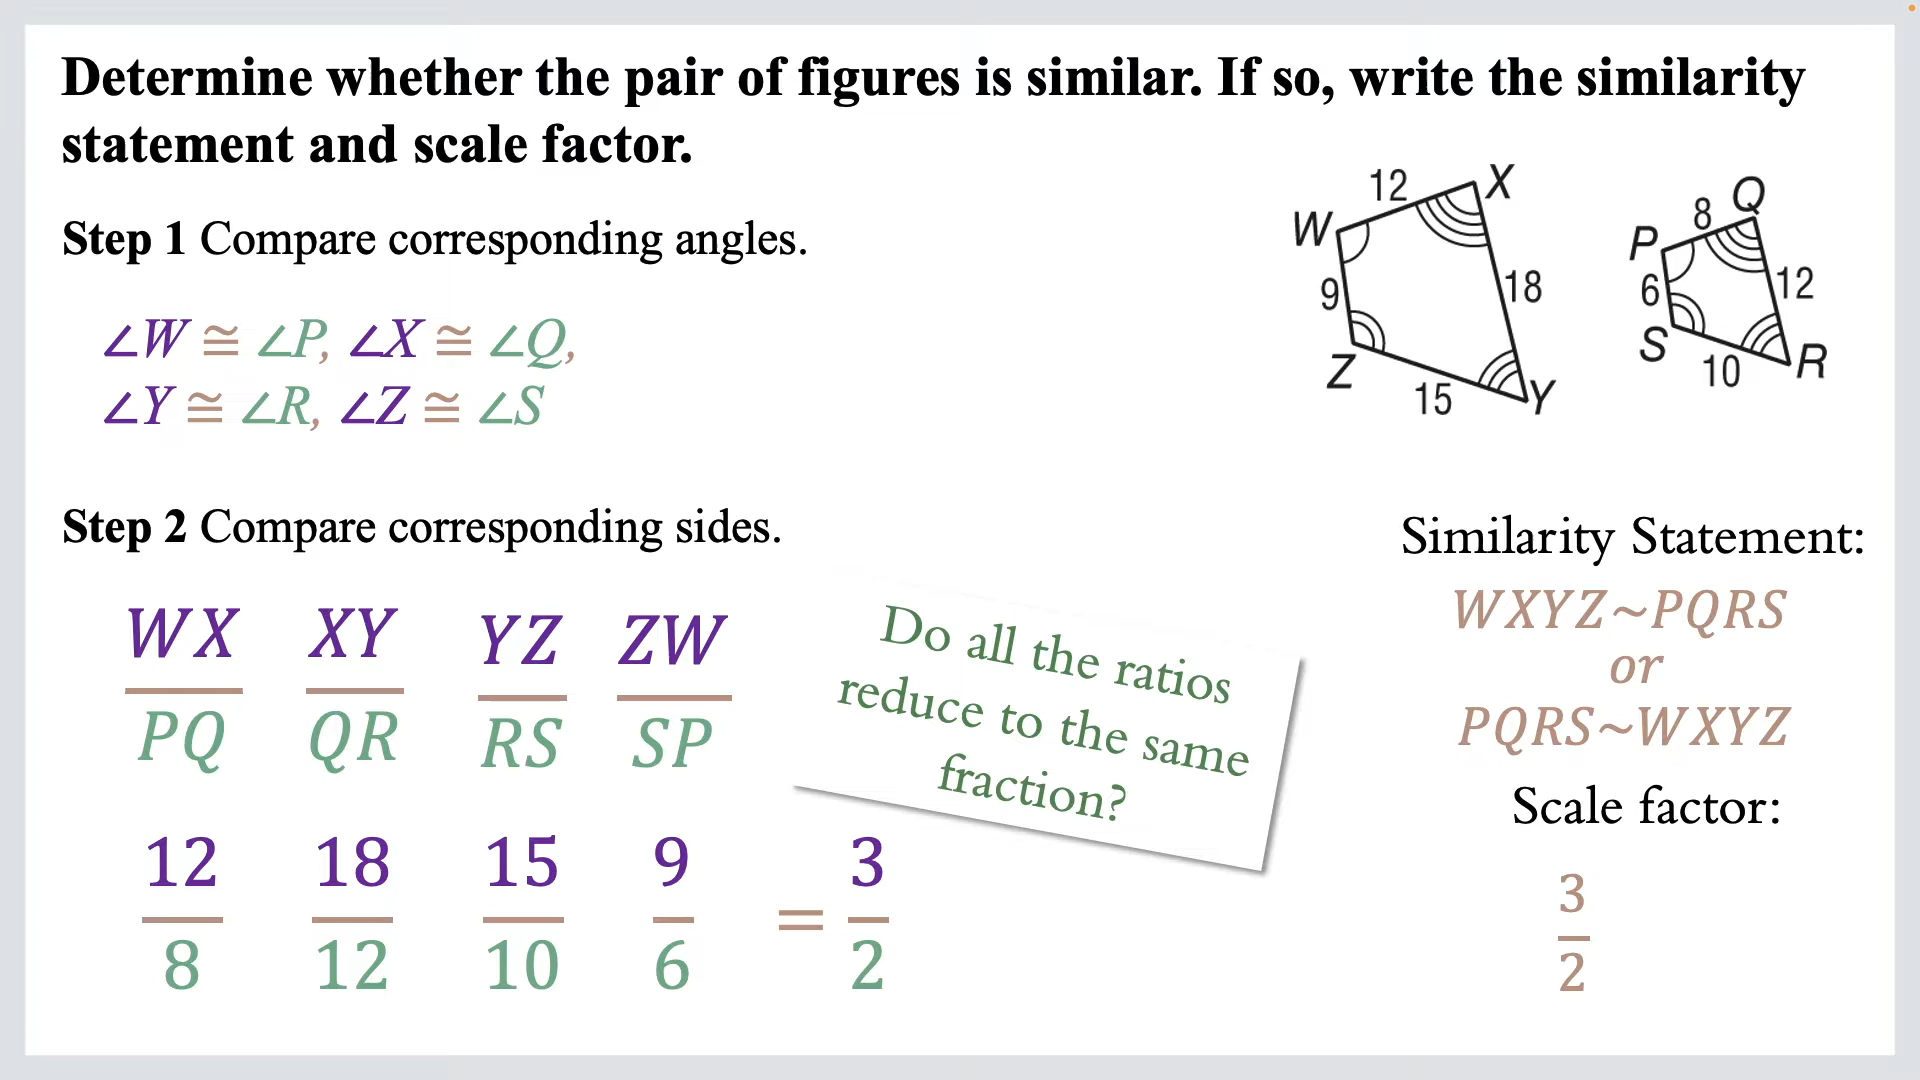 Determine whether the pair of figures is similar. If so, write the similarity
statement and scale factor.
Step 1 Compare corresponding angles.
∠W ≅ ∠P, ∠X ≅ ∠Q,
∠Y ≅ ∠R, ∠Z ≅ ∠S
12 X
W
9 18
Z
15 Y
8 Q
P
6 12
S
10 R
Step 2 Compare corresponding sides.
WX XY YZ ZW
PQ QR RS SP
12 18 15 9 3
=
8 12 10 6 2
Do all the ratios
reduce to the same
fraction?
Similarity Statement:
WXYZ~PQRS
or
PQRS~WXYZ
Scale factor:
3
2